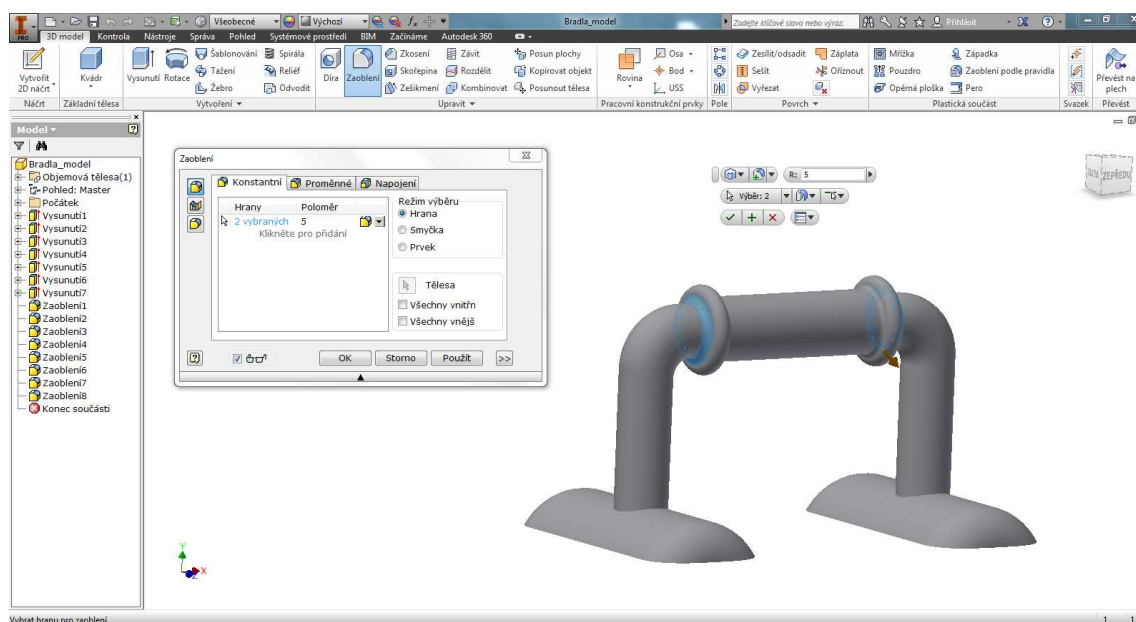 Všeobecné Výchozí Bradla_model Zadejte klíčové slovo nebo výraz. Přihlásit
PRO 3D model Kontrola Nástroje Správa Pohled Systémové prostředí BIM Začínáme Autodesk 360
Vytvořit 2D náčrt
Kvádr
Vysunutí Rotace
Šablonování Spirála
Tažení Reliéf
Žebro Odvodit
Díra Zaoblení
Zkosení Závit Posun plochy
Skořepina Rozdělit Kopírovat objekt
Zešikmení Kombinovat Posunout tělesa
Rovina
Osa
Bod
USS
Zesílit/odsadit Záplata
Sešít Oříznout
Vyřezat
Mřížka Západka
Pouzdro Zaoblení podle pravidla
Opěrná ploška Pero
Převést na plech
Náčrt Základní tělesa Vytvoření Upravit Pracovní konstrukční prvky Pole Povrch Plastická součást Svazek Převést
Model
Bradla_model
Objemová tělesa(1)
Pohled: Master
Počátek
Vysunutí1
Vysunutí2
Vysunutí3
Vysunutí4
Vysunutí5
Vysunutí6
Vysunutí7
Zaoblení1
Zaoblení2
Zaoblení3
Zaoblení4
Zaoblení5
Zaoblení6
Zaoblení7
Zaoblení8
Konec součásti
Zaoblení
Konstantní Proměnné Napojení
Hrany Poloměr
2 vybraných 5
Klikněte pro přidání
Režim výběru
Hrana
Smyčka
Prvek
Tělesa
Všechny vnitřn
Všechny vnějš
OK Storno Použít >>
R: 5
Výběr: 2
ZEPŘEDU
Y
X
Z
Vybrat hranu pro zaoblení
1 1